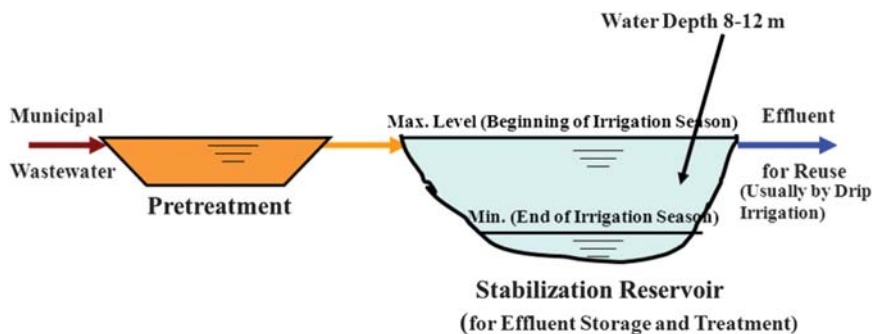 Water Depth 8-12 m
Municipal
Wastewater
Pretreatment
Max. Level (Beginning of Irrigation Season)
Min. (End of Irrigation Season)
Effluent
for Reuse
(Usually by Drip
Irrigation)
Stabilization Reservoir
(for Effluent Storage and Treatment)